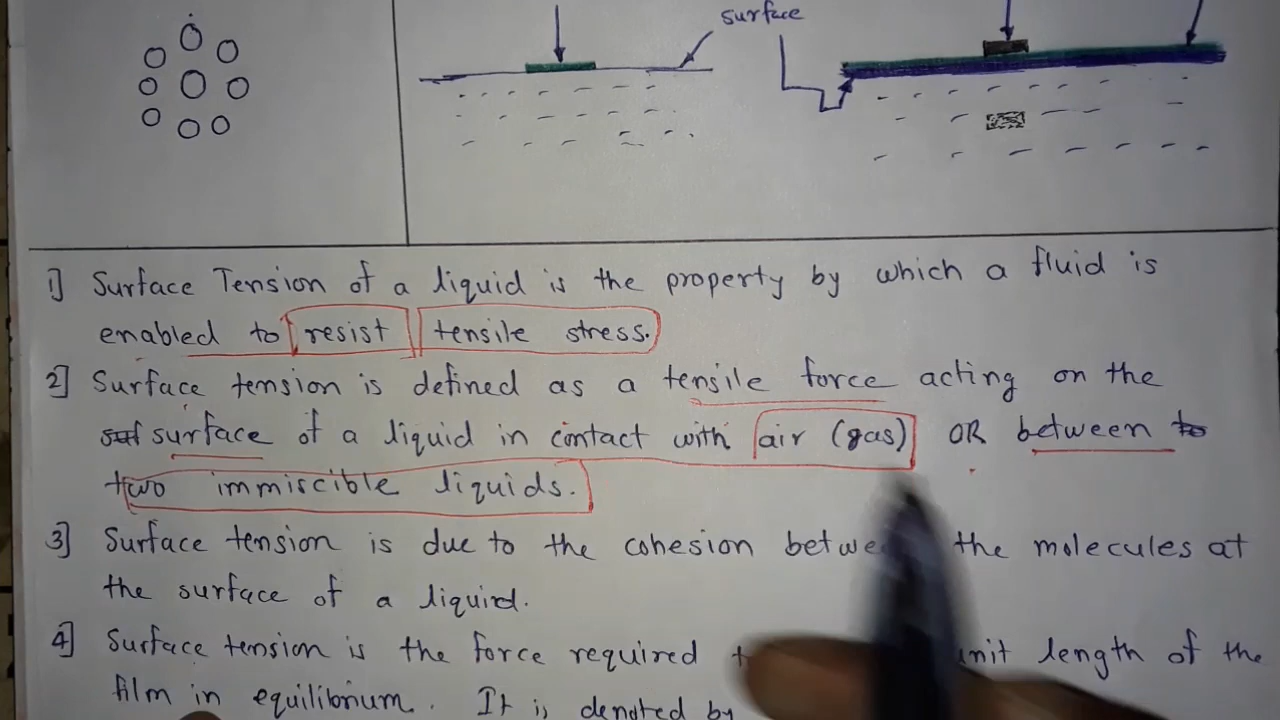 surface
1] Surface Tension of a liquid is the property by which a fluid is
enabled to resist tensile stress.
2] Surface tension is defined as a tensile force acting on the
surface of a liquid in contact with air (gas) OR between
two immiscible liquids.
3] Surface tension is due to the cohesion betwe the molecules at
the surface of a liquid.
4] Surface tension is the force required unit length of the
film in equilibrium. It is denoted by